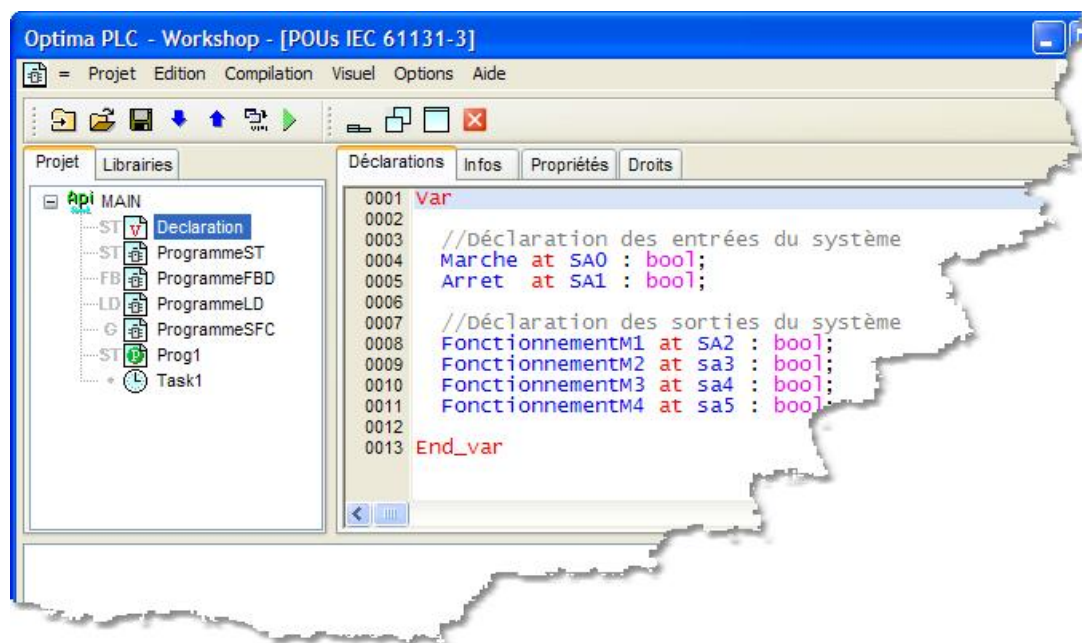 Optima PLC - Workshop - [POUs IEC 61131-3]
= Projet Edition Compilation Visuel Options Aide
Projet Librairies
Api MAIN
ST Declaration
ST ProgrammeST
FB ProgrammeFBD
LD ProgrammeLD
G ProgrammeSFC
ST Prog1
Task1
Déclarations Infos Propriétés Droits
0001 Var
0002
0003 //Déclaration des entrées du système
0004 Marche at SA0 : bool;
0005 Arret at SA1 : bool;
0006
0007 //Déclaration des sorties du système
0008 FonctionnementM1 at SA2 : bool;
0009 FonctionnementM2 at sa3 : bool;
0010 FonctionnementM3 at sa4 : bool;
0011 FonctionnementM4 at sa5 : bool;
0012
0013 End_var